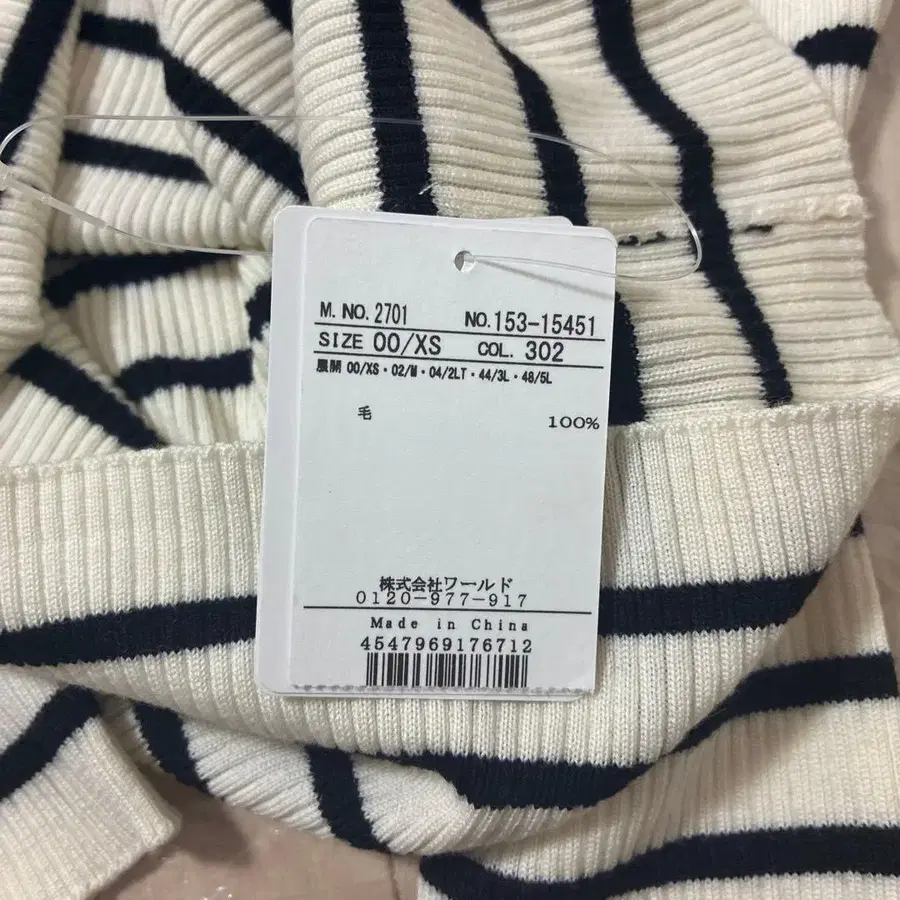 M. NO. 2701 NO.153-15451
SIZE 00/XS COL. 302
展開 00/XS・02/M・04/2LT・44/3L・48/5L
毛 100%
株式会社ワールド
0120-977-917
Made in China
4547969176712